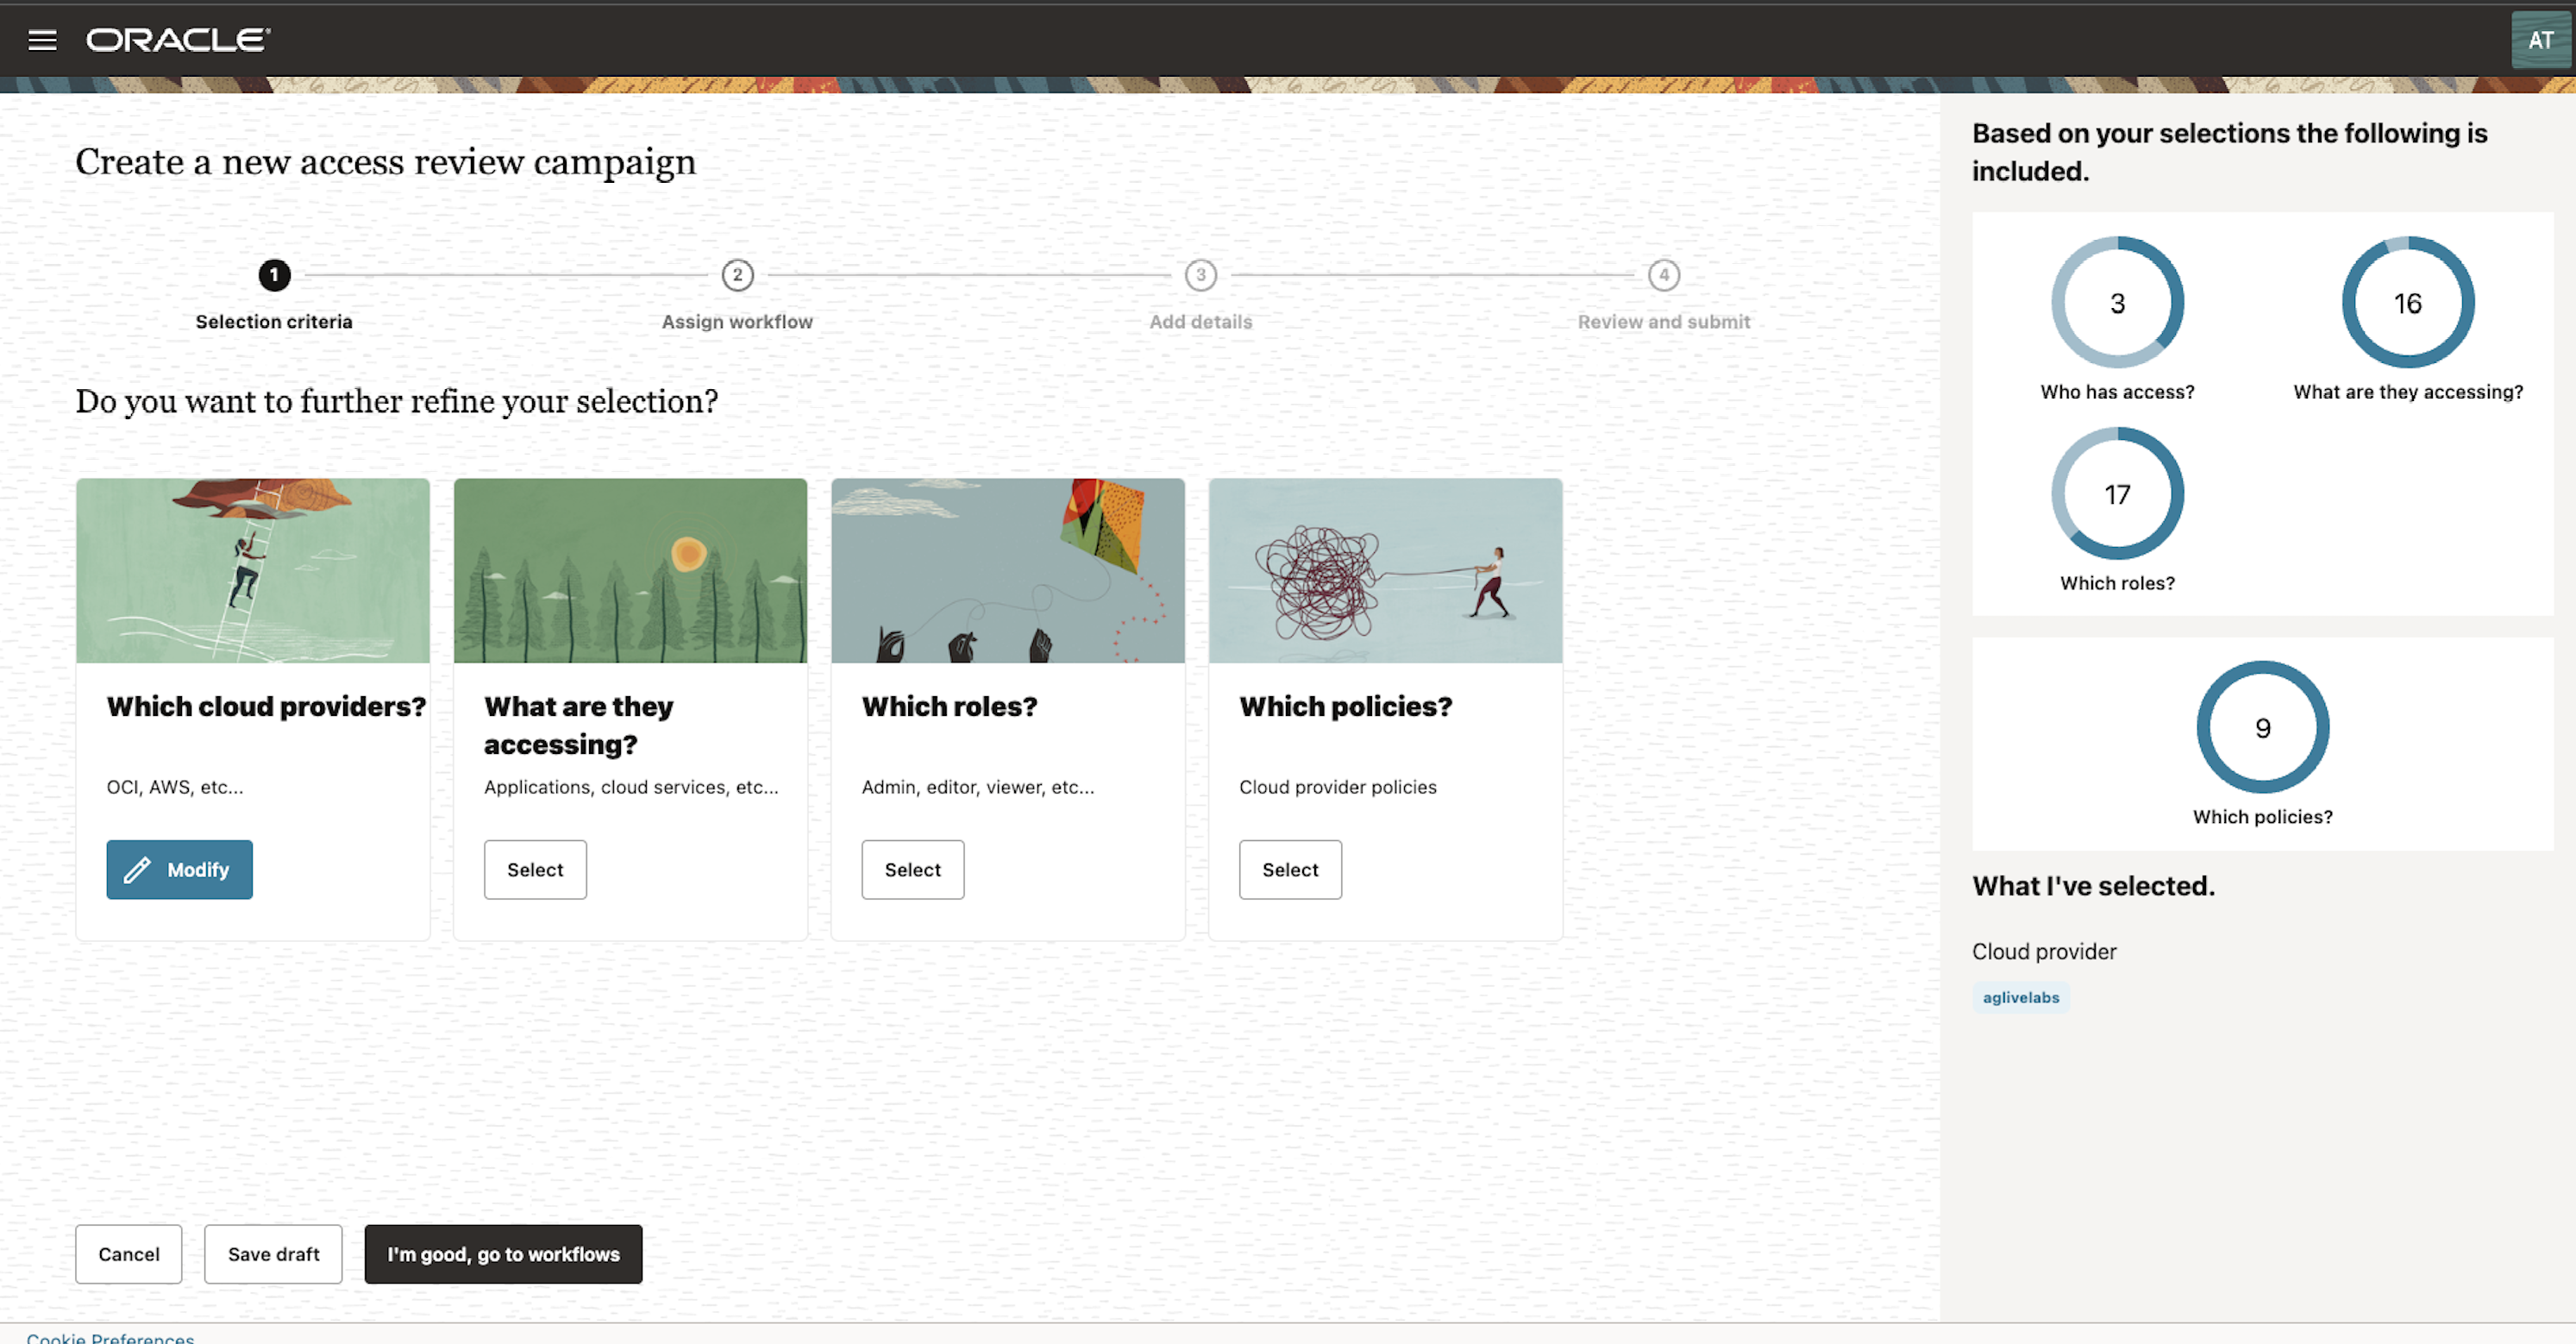 ORACLE
AT
Create a new access review campaign
1
2
3
4
Selection criteria
Assign workflow
Add details
Review and submit
Do you want to further refine your selection?
Which cloud providers?
OCI, AWS, etc...
Modify
What are they
accessing?
Applications, cloud services, etc...
Select
Which roles?
Admin, editor, viewer, etc...
Select
Which policies?
Cloud provider policies
Select
Cancel
Save draft
I'm good, go to workflows
Based on your selections the following is
included.
3
Who has access?
16
What are they accessing?
17
Which roles?
9
Which policies?
What I've selected.
Cloud provider
aglivelabs
Cookie Preferences